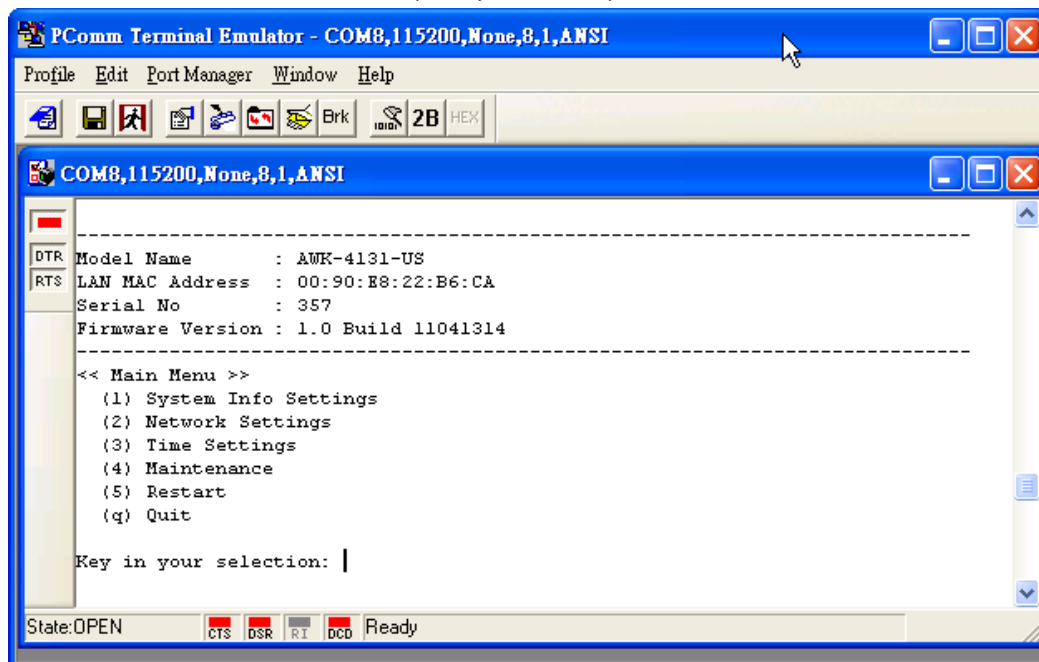 PComm Terminal Emulator - COM8,115200,None,8,1,ANSI
Profile Edit Port Manager Window Help
Brk 2B HEX
COM8,115200,None,8,1,ANSI
---------------------------------------------------------------------------
DTR
RTS
Model Name : AWK-4131-US
LAN MAC Address : 00:90:E8:22:B6:CA
Serial No : 357
Firmware Version : 1.0 Build 11041314
---------------------------------------------------------------------------
<< Main Menu >>
(1) System Info Settings
(2) Network Settings
(3) Time Settings
(4) Maintenance
(5) Restart
(q) Quit
Key in your selection:
State:OPEN CTS DSR RI DCD Ready